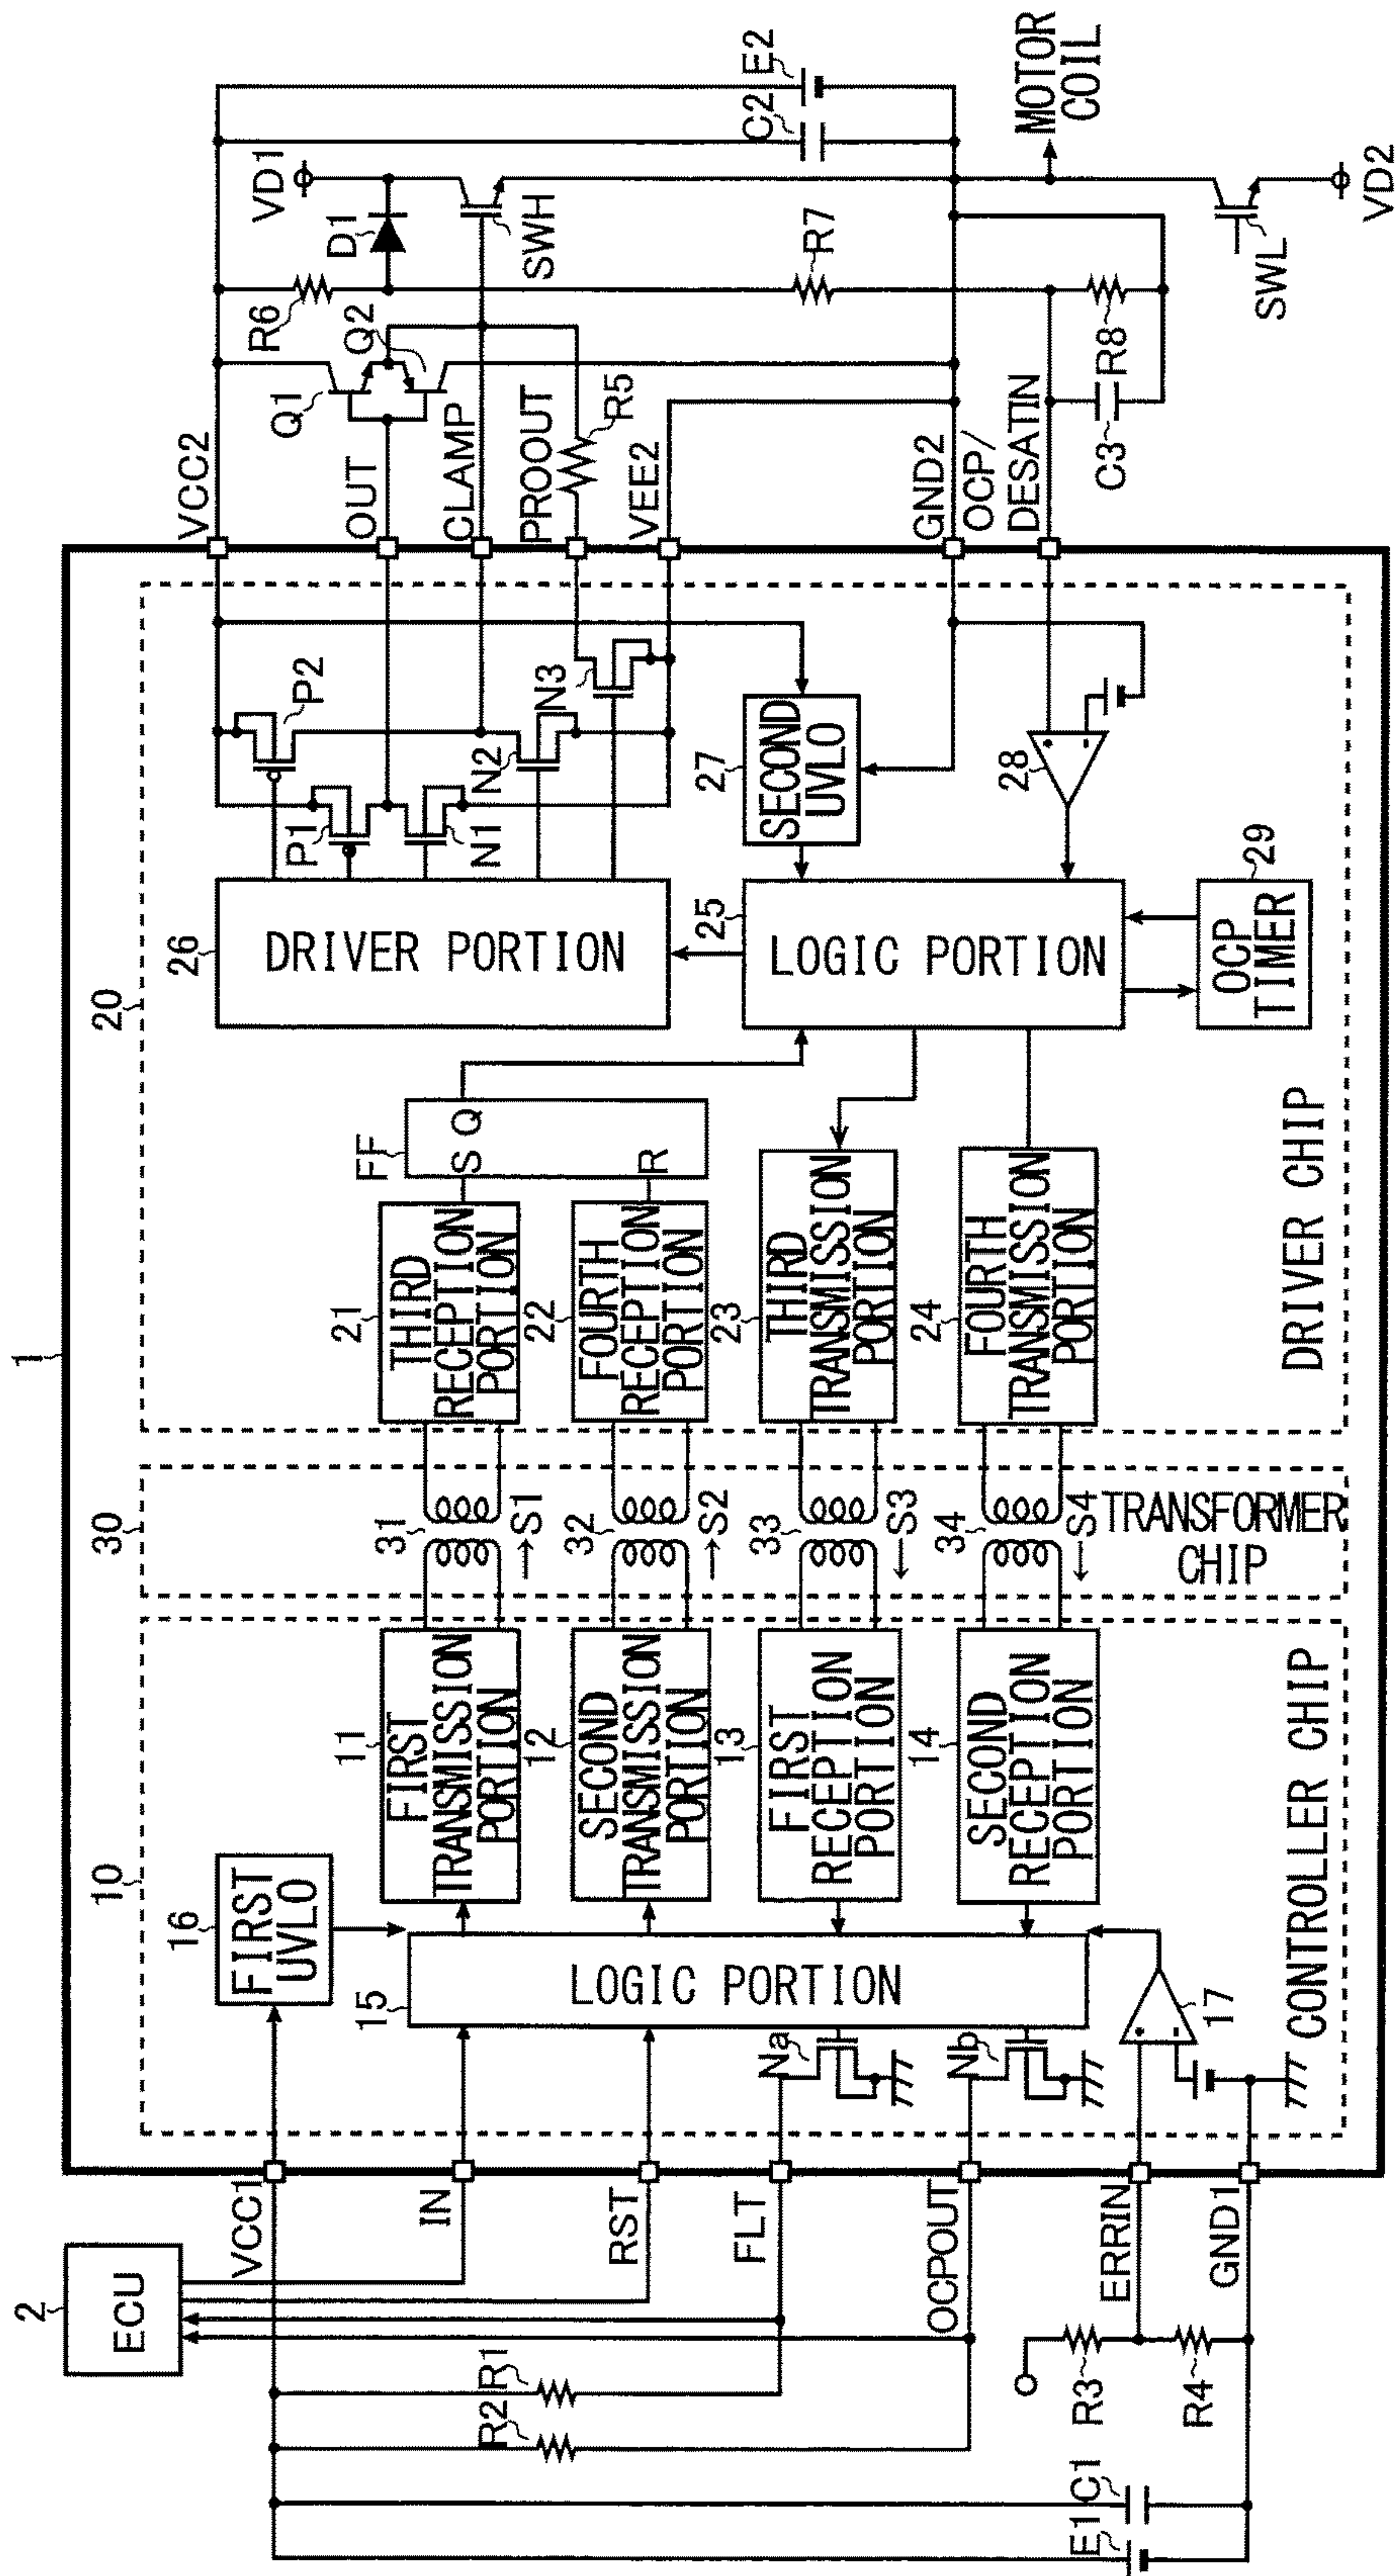 1
2
ECU
VCC1
IN
RST
FLT
OCPOUT
ERRIN
GND1
R1
R2
R3
R4
C1
E1
10
16
FIRST
UVLO
15
LOGIC PORTION
11
FIRST
TRANSMISSION
PORTION
12
SECOND
TRANSMISSION
PORTION
13
FIRST
RECEPTION
PORTION
14
SECOND
RECEPTION
PORTION
Na
Nb
+
-
17
CONTROLLER CHIP
30
31
→S1
32
→S2
33
←S3
34
←S4
TRANSFORMER
CHIP
20
21
THIRD
RECEPTION
PORTION
22
FOURTH
RECEPTION
PORTION
23
THIRD
TRANSMISSION
PORTION
24
FOURTH
TRANSMISSION
PORTION
FF
S
Q
R
26
DRIVER PORTION
25
LOGIC PORTION
27
SECOND
UVLO
28
+
-
29
OCP
TIMER
P1
P2
N1
N2
N3
DRIVER CHIP
VCC2
OUT
CLAMP
PROOUT
VEE2
GND2
OCP/
DESATIN
Q1
Q2
R5
R6
D1
VD1
SWH
R7
R8
C3
C2
E2
MOTOR
COIL
SWL
VD2